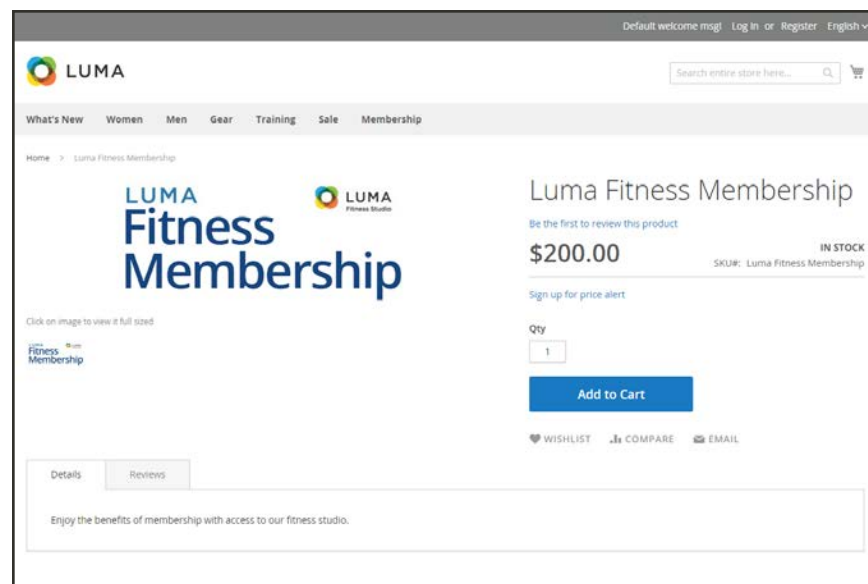 Default welcome msg! Log In or Register English
LUMA
Search entire store here...
What's New Women Men Gear Training Sale Membership
Home > Luma Fitness Membership
LUMA
Fitness
Membership
LUMA
Fitness Studio
Click on image to view it full sized
Fitness
Membership
Luma Fitness Membership
Be the first to review this product
$200.00
IN STOCK
SKU#: Luma Fitness Membership
Sign up for price alert
Qty
1
Add to Cart
WISHLIST COMPARE EMAIL
Details Reviews
Enjoy the benefits of membership with access to our fitness studio.